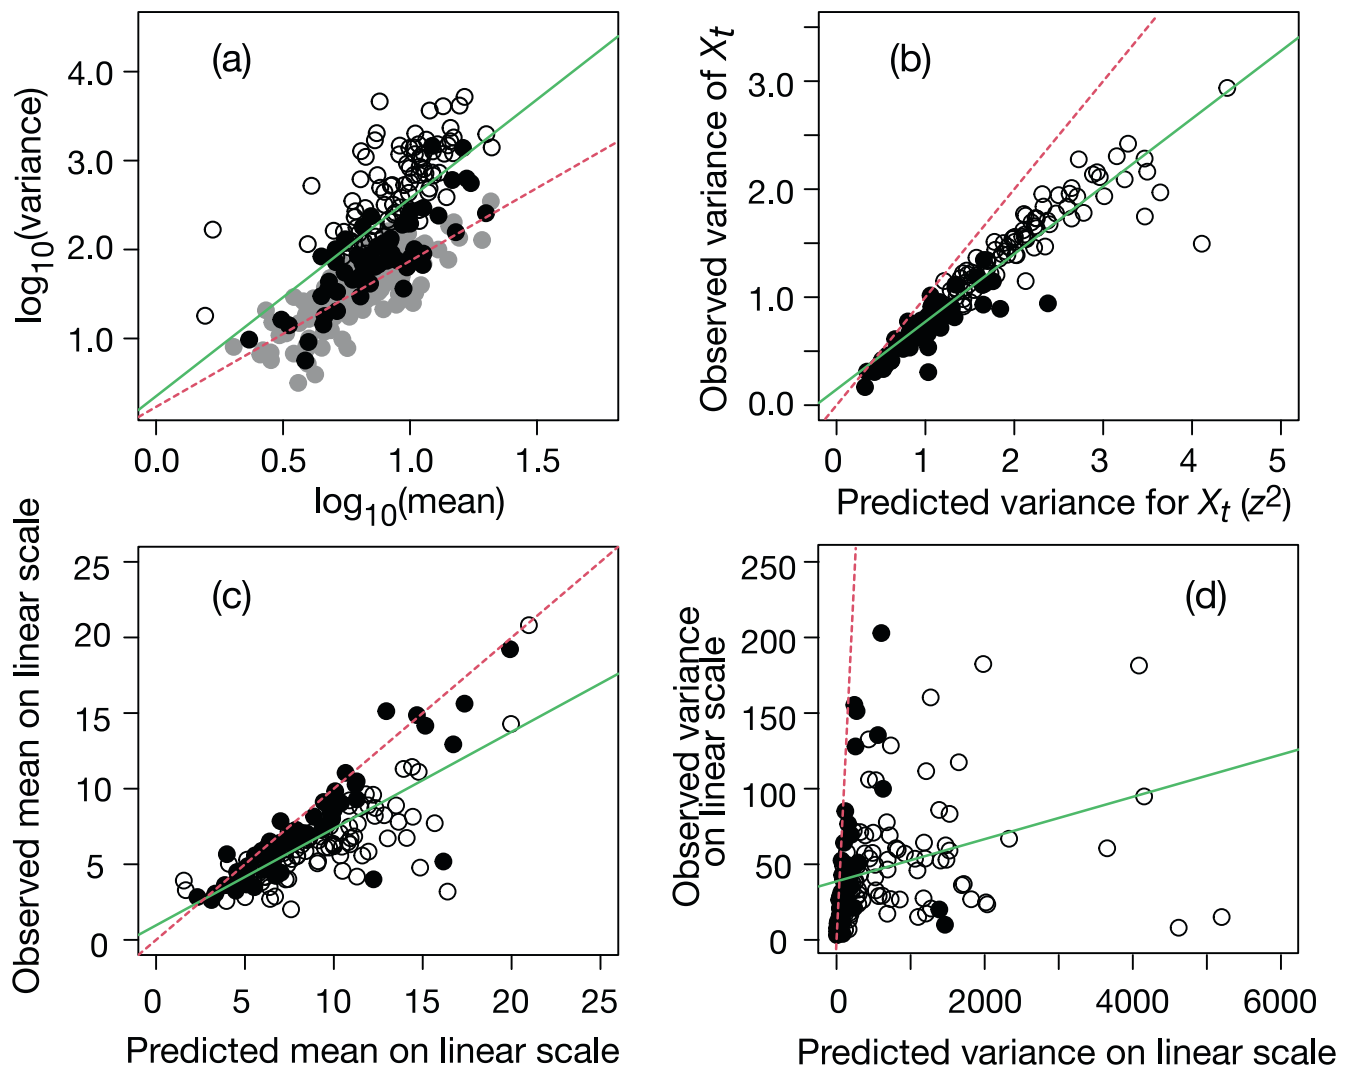 (a)
log10(variance)
4.0
3.0
2.0
1.0
0.0 0.5 1.0 1.5
log10(mean)
(b)
Observed variance of Xt
3.0
2.0
1.0
0.0
0 1 2 3 4 5
Predicted variance for Xt (z2)
(c)
Observed mean on linear scale
25
20
15
10
5
0
0 5 10 15 20 25
Predicted mean on linear scale
(d)
Observed variance
on linear scale
250
200
150
100
50
0
0 2000 4000 6000
Predicted variance on linear scale